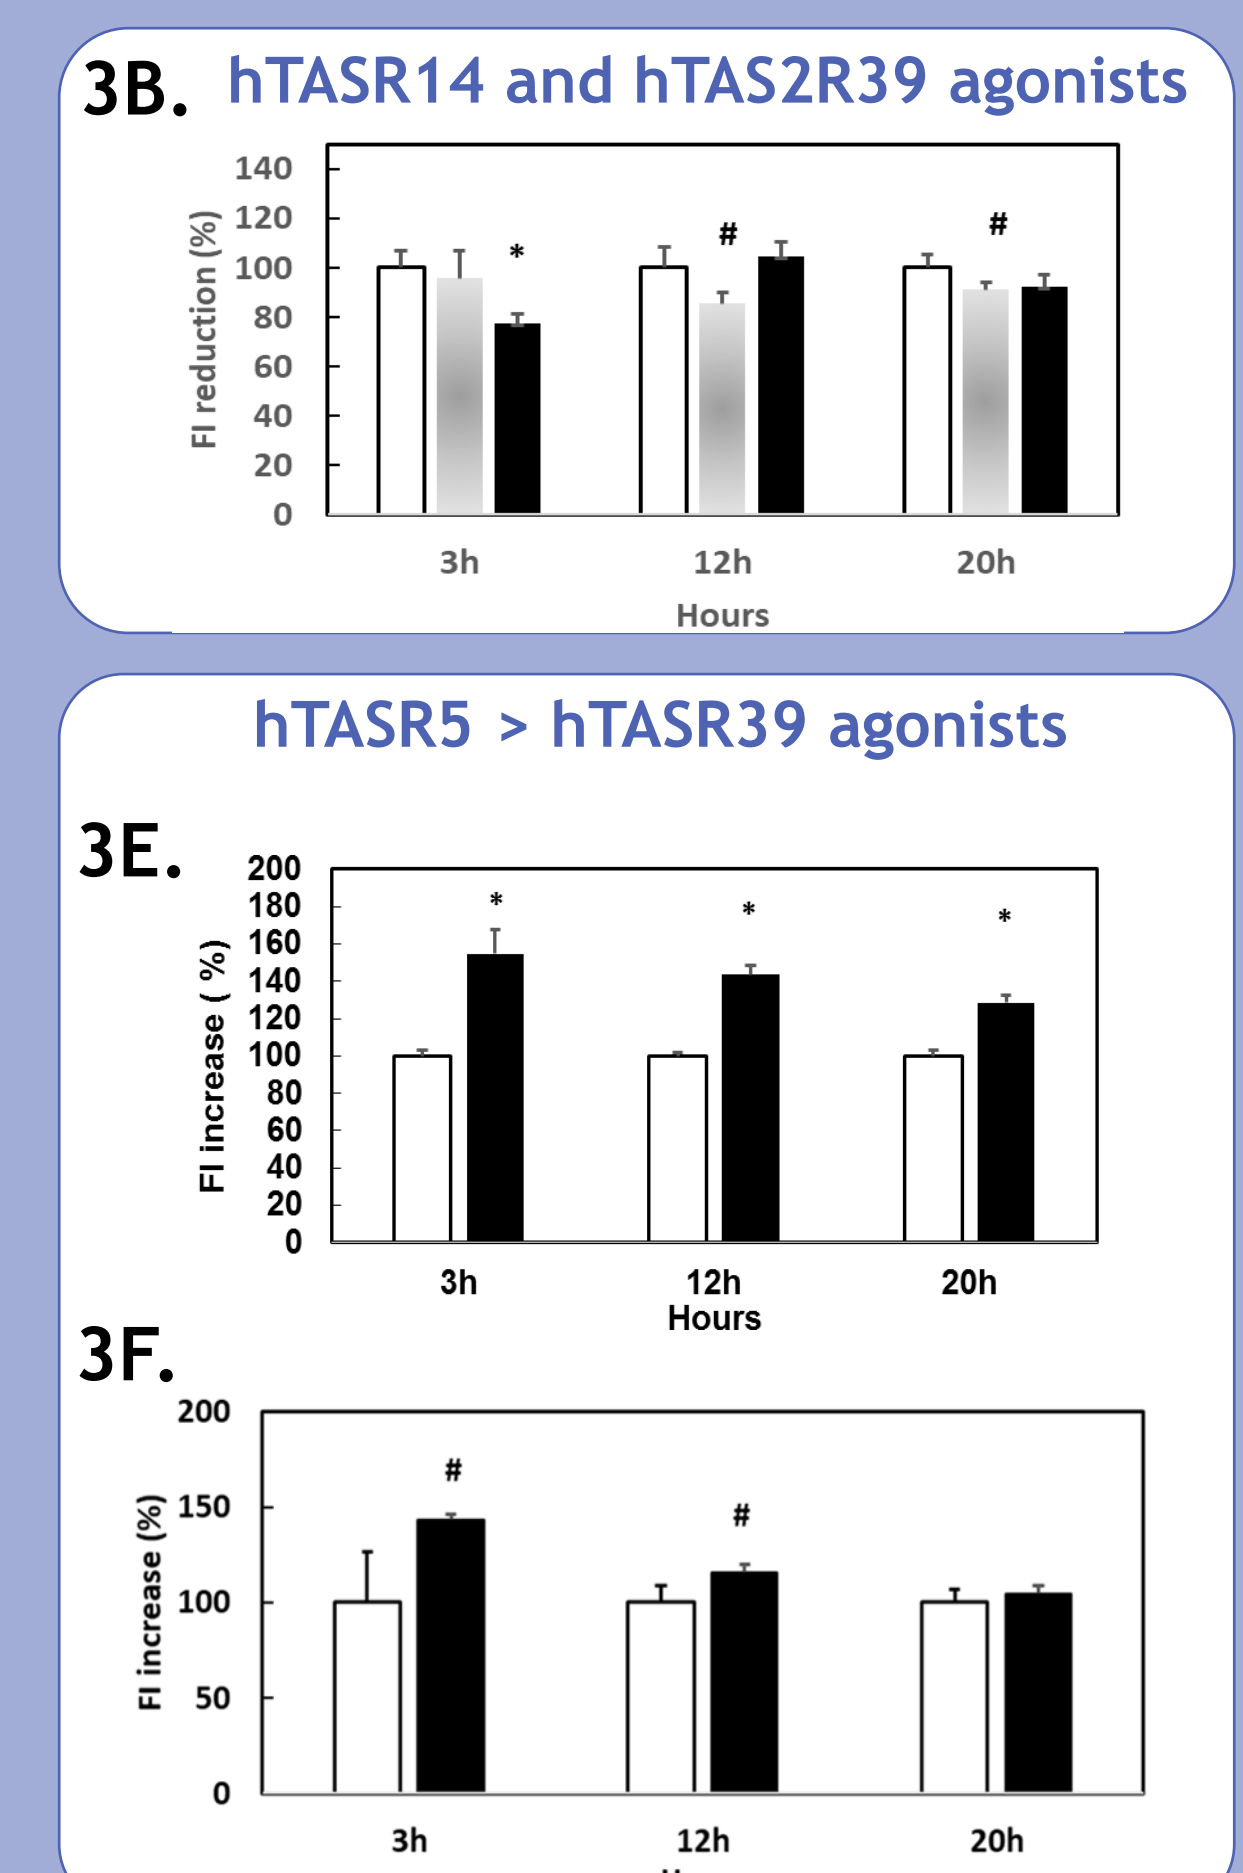 3B. hTASR14 and hTAS2R39 agonists
FI reduction (%)
140
120
100
80
60
40
20
0
*
#
#
3h 12h 20h
Hours
hTASR5 > hTASR39 agonists
3E.
FI increase ( %)
200
180
160
140
120
100
80
60
40
20
0
*
*
*
3h 12h 20h
Hours
3F.
FI increase (%)
200
150
100
50
0
#
#
3h 12h 20h